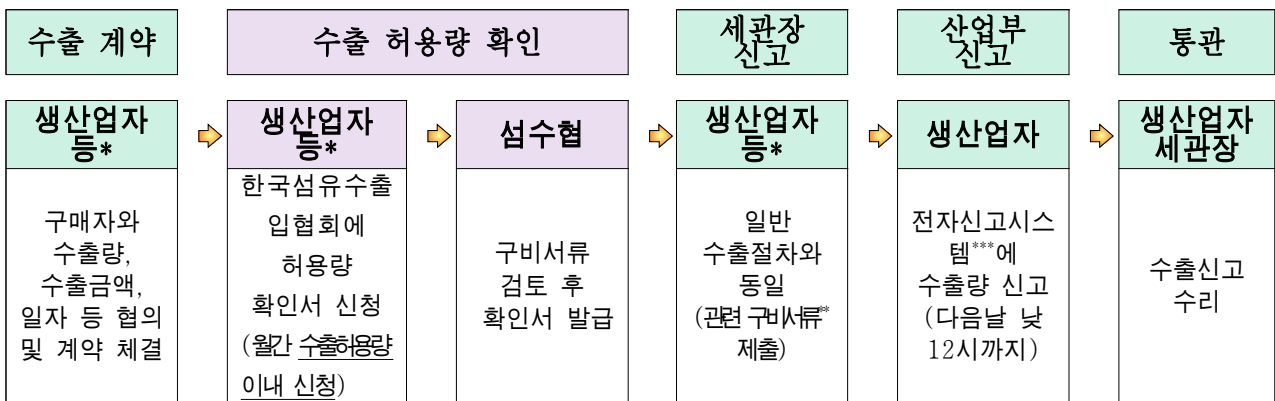 수출 계약
수출 허용량 확인
세관장
신고
산업부
신고
통관
생산업자
등*
생산업자
등*
섬수협
생산업자
등*
생산업자
생산업자
세관장
구매자와
수출량,
수출금액,
일자 등 협의
및 계약 체결
한국섬유수출
입협회에
허용량
확인서 신청
(월간 수출허용량
이내 신청)
구비서류
검토 후
확인서 발급
일반
수출절차와
동일
(관련 구비서류**
제출)
전자신고시스
템***에
수출량 신고
(다음날 낮
12시까지)
수출신고
수리